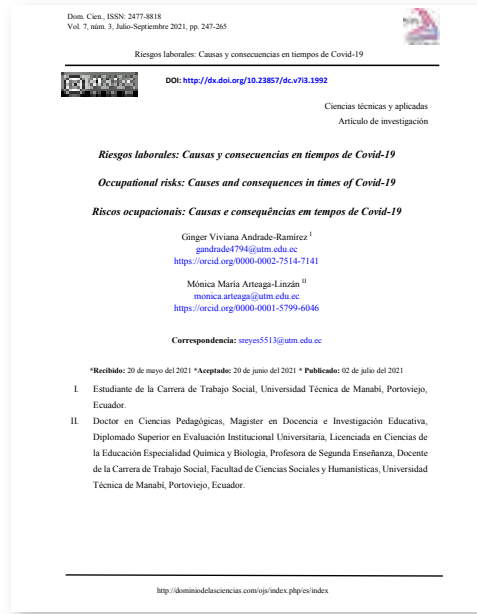 Dom. Cien., ISSN: 2477-8818
Vol. 7, núm. 3, Julio-Septiembre 2021, pp. 247-265
Riesgos laborales: Causas y consecuencias en tiempos de Covid-19
DOI: http://dx.doi.org/10.23857/dc.v7i3.1992
Ciencias técnicas y aplicadas
Artículo de investigación
Riesgos laborales: Causas y consecuencias en tiempos de Covid-19
Occupational risks: Causes and consequences in times of Covid-19
Riscos ocupacionais: Causas e consequências em tempos de Covid-19
Ginger Viviana Andrade-Ramírez I
gandrade4794@utm.edu.ec
https://orcid.org/0000-0002-7514-7141
Mónica María Arteaga-Linzán II
monica.arteaga@utm.edu.ec
https://orcid.org/0000-0001-5799-6046
Correspondencia: sreyes5513@utm.edu.ec
*Recibido: 20 de mayo del 2021 *Aceptado: 20 de junio del 2021 * Publicado: 02 de julio del 2021
I. Estudiante de la Carrera de Trabajo Social, Universidad Técnica de Manabí, Portoviejo,
Ecuador.
II. Doctor en Ciencias Pedagógicas, Magister en Docencia e Investigación Educativa,
Diplomado Superior en Evaluación Institucional Universitaria, Licenciada en Ciencias de
la Educación Especialidad Química y Biología, Profesora de Segunda Enseñanza, Docente
de la Carrera de Trabajo Social, Facultad de Ciencias Sociales y Humanísticas, Universidad
Técnica de Manabí, Portoviejo, Ecuador.
http://dominiodelasciencias.com/ojs/index.php/es/index